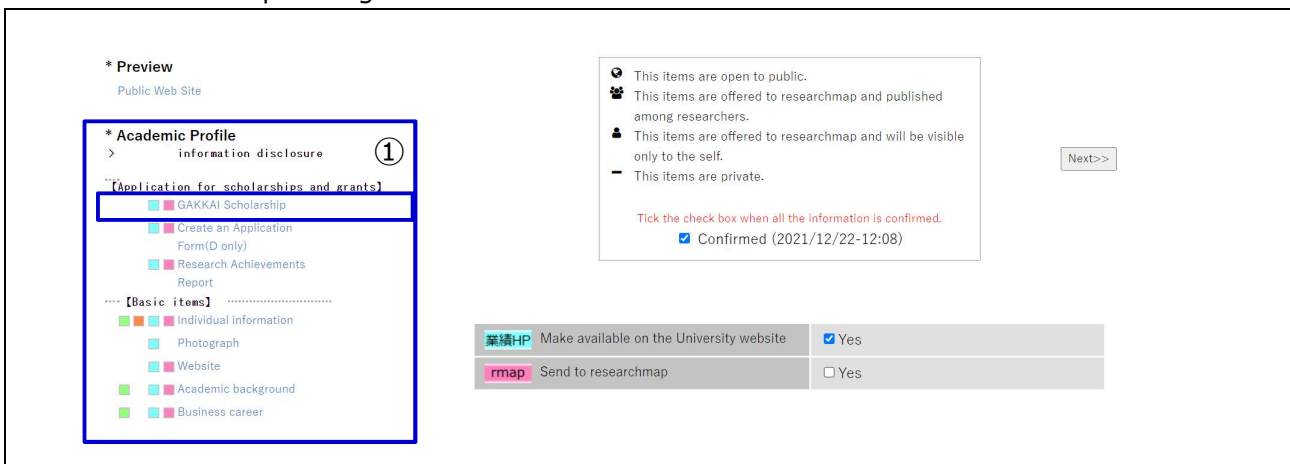 * Preview
Public Web Site
* Academic Profile
①
> information disclosure
【Application for scholarships and grants】
GAKKAI Scholarship
Create an Application
Form(D only)
Research Achievements
Report
【Basic items】
Individual information
Photograph
Website
Academic background
Business career
This items are open to public.
This items are offered to researchmap and published
among researchers.
This items are offered to researchmap and will be visible
only to the self.
This items are private.
Tick the check box when all the information is confirmed.
Confirmed (2021/12/22-12:08)
Next>>
業績HP Make available on the University website Yes
rmap Send to researchmap Yes